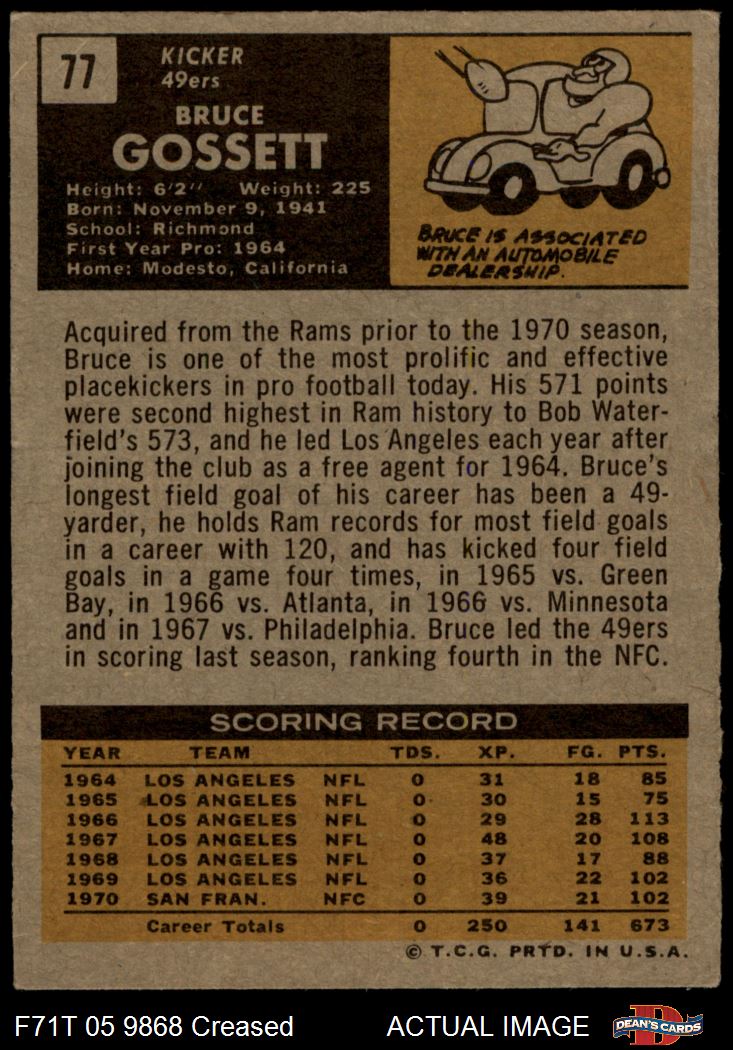 77
KICKER
49ers
BRUCE
GOSSETT
Height: 6'2" Weight: 225
Born: November 9, 1941
School: Richmond
First Year Pro: 1964
Home: Modesto, California
BRUCE IS ASSOCIATED
WITH AN AUTOMOBILE
DEALERSHIP.
Acquired from the Rams prior to the 1970 season,
Bruce is one of the most prolific and effective
placekickers in pro football today. His 571 points
were second highest in Ram history to Bob Water-
field's 573, and he led Los Angeles each year after
joining the club as a free agent for 1964. Bruce's
longest field goal of his career has been a 49-
yarder, he holds Ram records for most field goals
in a career with 120, and has kicked four field
goals in a game four times, in 1965 vs. Green
Bay, in 1966 vs. Atlanta, in 1966 vs. Minnesota
and in 1967 vs. Philadelphia. Bruce led the 49ers
in scoring last season, ranking fourth in the NFC.
SCORING RECORD
YEAR TEAM TDS. XP. FG. PTS.
1964 LOS ANGELES NFL 0 31 18 85
1965 LOS ANGELES NFL 0 30 15 75
1966 LOS ANGELES NFL 0 29 28 113
1967 LOS ANGELES NFL 0 48 20 108
1968 LOS ANGELES NFL 0 37 17 88
1969 LOS ANGELES NFL 0 36 22 102
1970 SAN FRAN. NFC 0 39 21 102
Career Totals 0 250 141 673
© T.C.G. PRTD. IN U.S.A.
F71T 05 9868 Creased ACTUAL IMAGE
D
DEAN'S CARDS